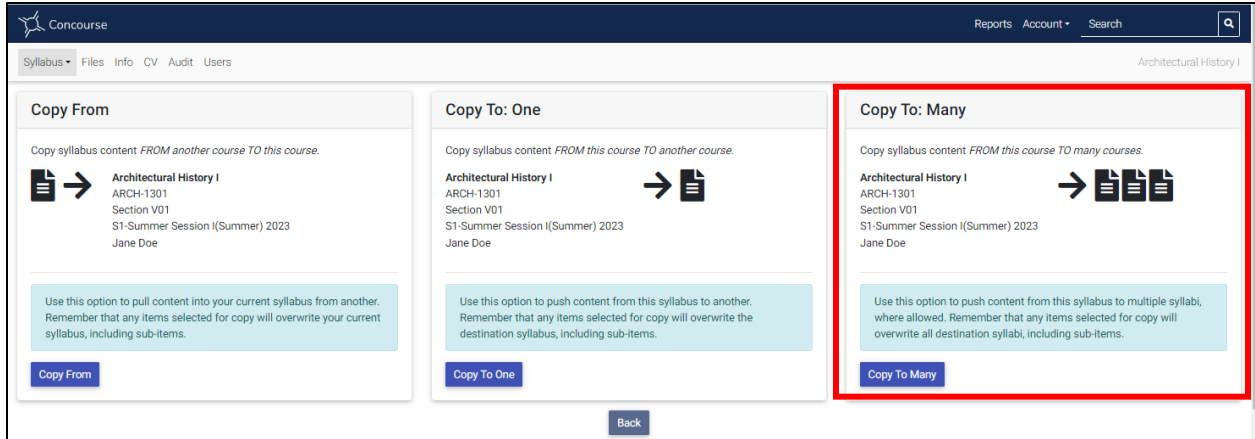 Concourse
Reports Account Search
Syllabus Files Info CV Audit Users
Architectural History I
Copy From
Copy syllabus content FROM another course TO this course.
Architectural History I
ARCH-1301
Section V01
S1-Summer Session I(Summer) 2023
Jane Doe
Use this option to pull content into your current syllabus from another.
Remember that any items selected for copy will overwrite your current
syllabus, including sub-items.
Copy From
Copy To: One
Copy syllabus content FROM this course TO another course.
Architectural History I
ARCH-1301
Section V01
S1-Summer Session I(Summer) 2023
Jane Doe
Use this option to push content from this syllabus to another.
Remember that any items selected for copy will overwrite the
destination syllabus, including sub-items.
Copy To One
Copy To: Many
Copy syllabus content FROM this course TO many courses.
Architectural History I
ARCH-1301
Section V01
S1-Summer Session I(Summer) 2023
Jane Doe
Use this option to push content from this syllabus to multiple syllabi,
where allowed. Remember that any items selected for copy will
overwrite all destination syllabi, including sub-items.
Copy To Many
Back